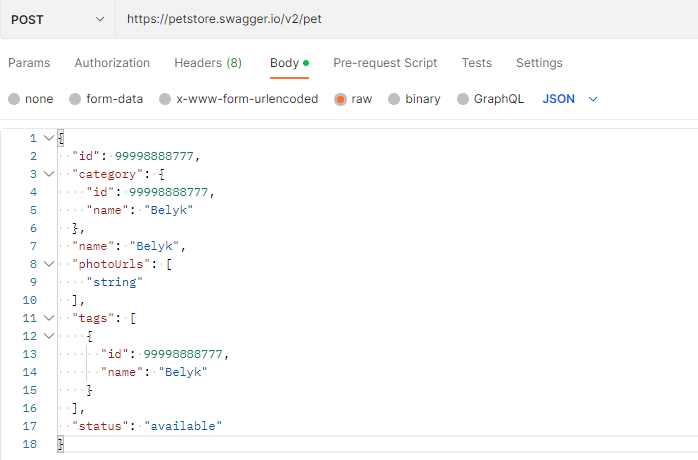 POST https://petstore.swagger.io/v2/pet
Params Authorization Headers (8) Body Pre-request Script Tests Settings
none form-data x-www-form-urlencoded raw binary GraphQL JSON
1 {
2 "id": 99998888777,
3 "category": {
4 "id": 99998888777,
5 "name": "Belyk"
6 },
7 "name": "Belyk",
8 "photoUrls": [
9 "string"
10 ],
11 "tags": [
12 {
13 "id": 99998888777,
14 "name": "Belyk"
15 }
16 ],
17 "status": "available"
18 }